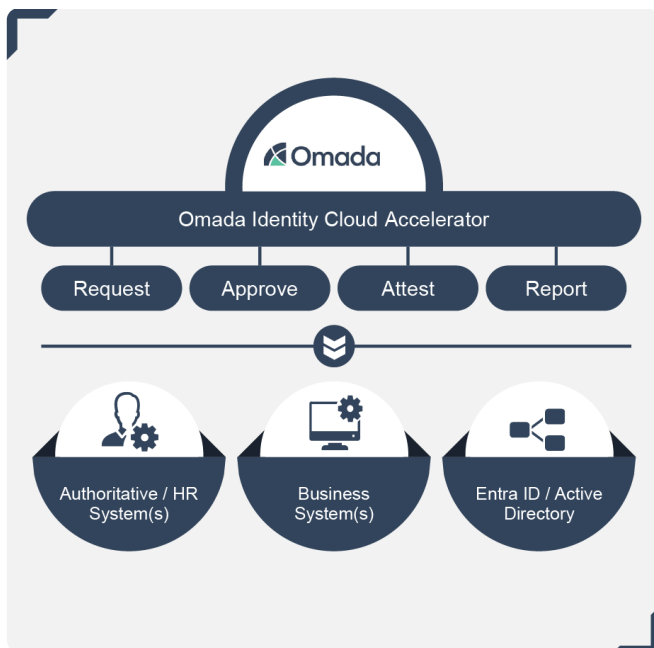 Omada
Omada Identity Cloud Accelerator
Request
Approve
Attest
Report
Authoritative / HR
System(s)
Business
System(s)
Entra ID / Active
Directory